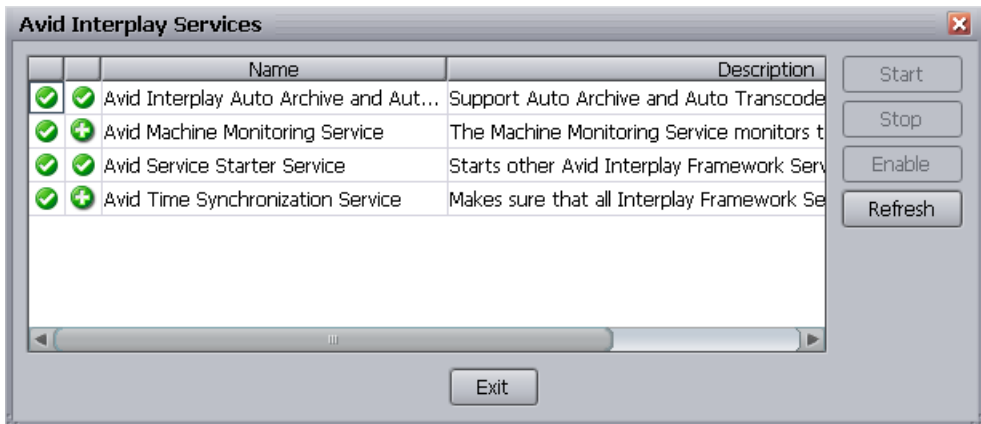 Avid Interplay Services
Name Description
Avid Interplay Auto Archive and Aut... Support Auto Archive and Auto Transcode
Avid Machine Monitoring Service The Machine Monitoring Service monitors t
Avid Service Starter Service Starts other Avid Interplay Framework Serv
Avid Time Synchronization Service Makes sure that all Interplay Framework Se
Start
Stop
Enable
Refresh
Exit